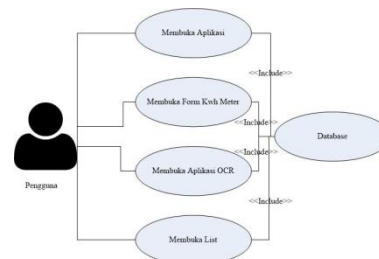 Membuka Aplikasi
<<Include>>
Membuka Form Kwh Meter
<<Include>>
Database
<<Include>>
Membuka Aplikasi OCR
Pengguna
<<Include>>
Membuka List